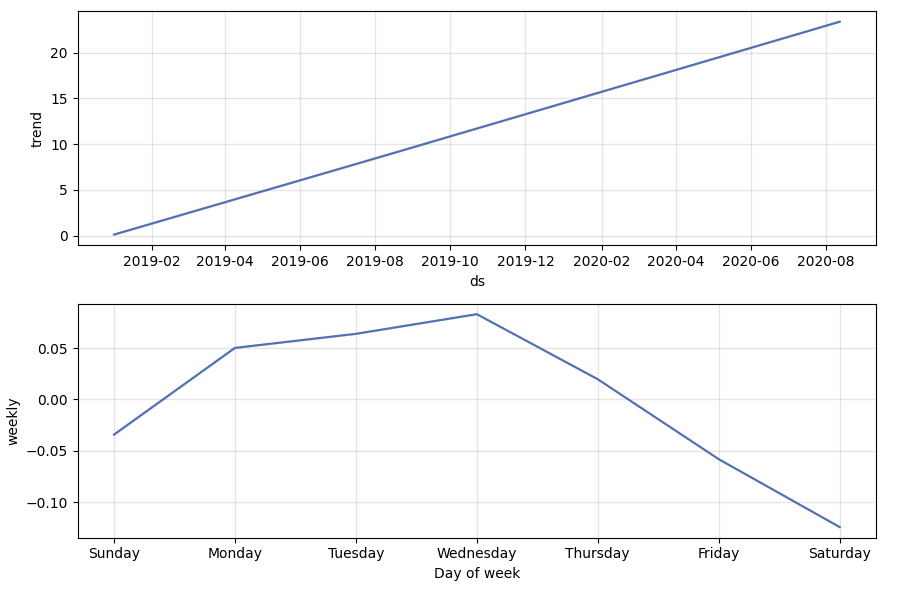 20
15
10
5
0
trend
2019-02 2019-04 2019-06 2019-08 2019-10 2019-12 2020-02 2020-04 2020-06 2020-08
ds
0.05
0.00
−0.05
−0.10
weekly
Sunday Monday Tuesday Wednesday Thursday Friday Saturday
Day of week